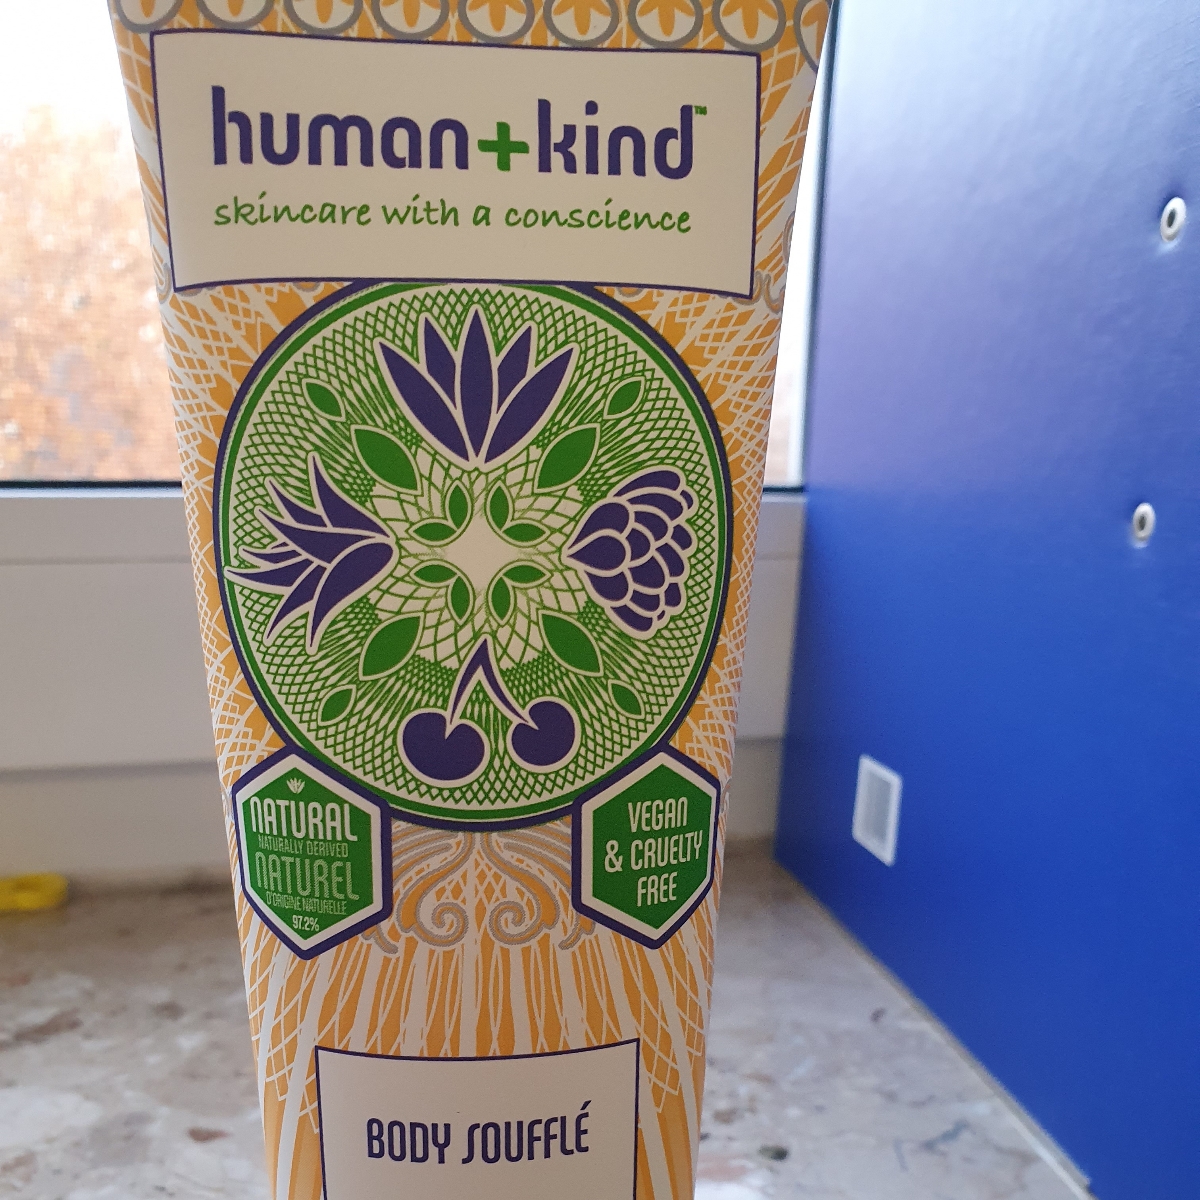 human+kind™
skincare with a conscience
NATURAL
NATURALLY DERIVED
NATUREL
D'ORIGINE NATURELLE
97.2%
VEGAN
& CRUELTY
FREE
BODY SOUFFLÉ